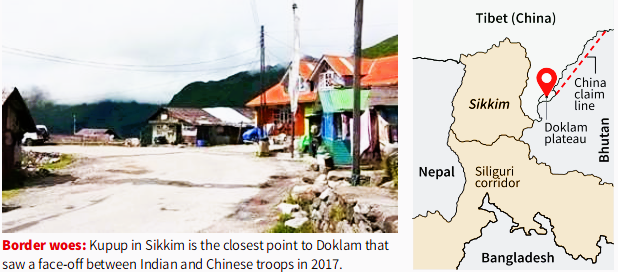 Border woes: Kupup in Sikkim is the closest point to Doklam that
saw a face-off between Indian and Chinese troops in 2017.
Tibet (China)
Sikkim
China
claim
line
Doklam
plateau
Bhutan
Nepal
Siliguri
corridor
Bangladesh